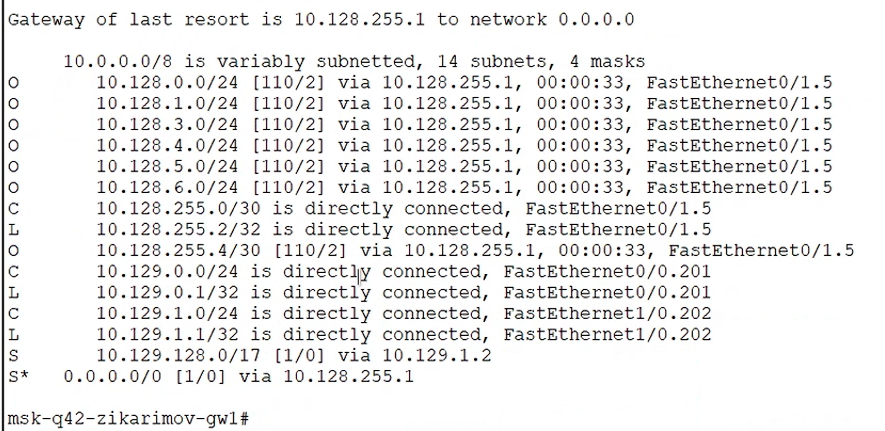 Gateway of last resort is 10.128.255.1 to network 0.0.0.0
10.0.0.0/8 is variably subnetted, 14 subnets, 4 masks
O 10.128.0.0/24 [110/2] via 10.128.255.1, 00:00:33, FastEthernet0/1.5
O 10.128.1.0/24 [110/2] via 10.128.255.1, 00:00:33, FastEthernet0/1.5
O 10.128.3.0/24 [110/2] via 10.128.255.1, 00:00:33, FastEthernet0/1.5
O 10.128.4.0/24 [110/2] via 10.128.255.1, 00:00:33, FastEthernet0/1.5
O 10.128.5.0/24 [110/2] via 10.128.255.1, 00:00:33, FastEthernet0/1.5
O 10.128.6.0/24 [110/2] via 10.128.255.1, 00:00:33, FastEthernet0/1.5
C 10.128.255.0/30 is directly connected, FastEthernet0/1.5
L 10.128.255.2/32 is directly connected, FastEthernet0/1.5
O 10.128.255.4/30 [110/2] via 10.128.255.1, 00:00:33, FastEthernet0/1.5
C 10.129.0.0/24 is directly connected, FastEthernet0/0.201
L 10.129.0.1/32 is directly connected, FastEthernet0/0.201
C 10.129.1.0/24 is directly connected, FastEthernet1/0.202
L 10.129.1.1/32 is directly connected, FastEthernet1/0.202
S 10.129.128.0/17 [1/0] via 10.129.1.2
S* 0.0.0.0/0 [1/0] via 10.128.255.1
msk-q42-zikarimov-gw1#